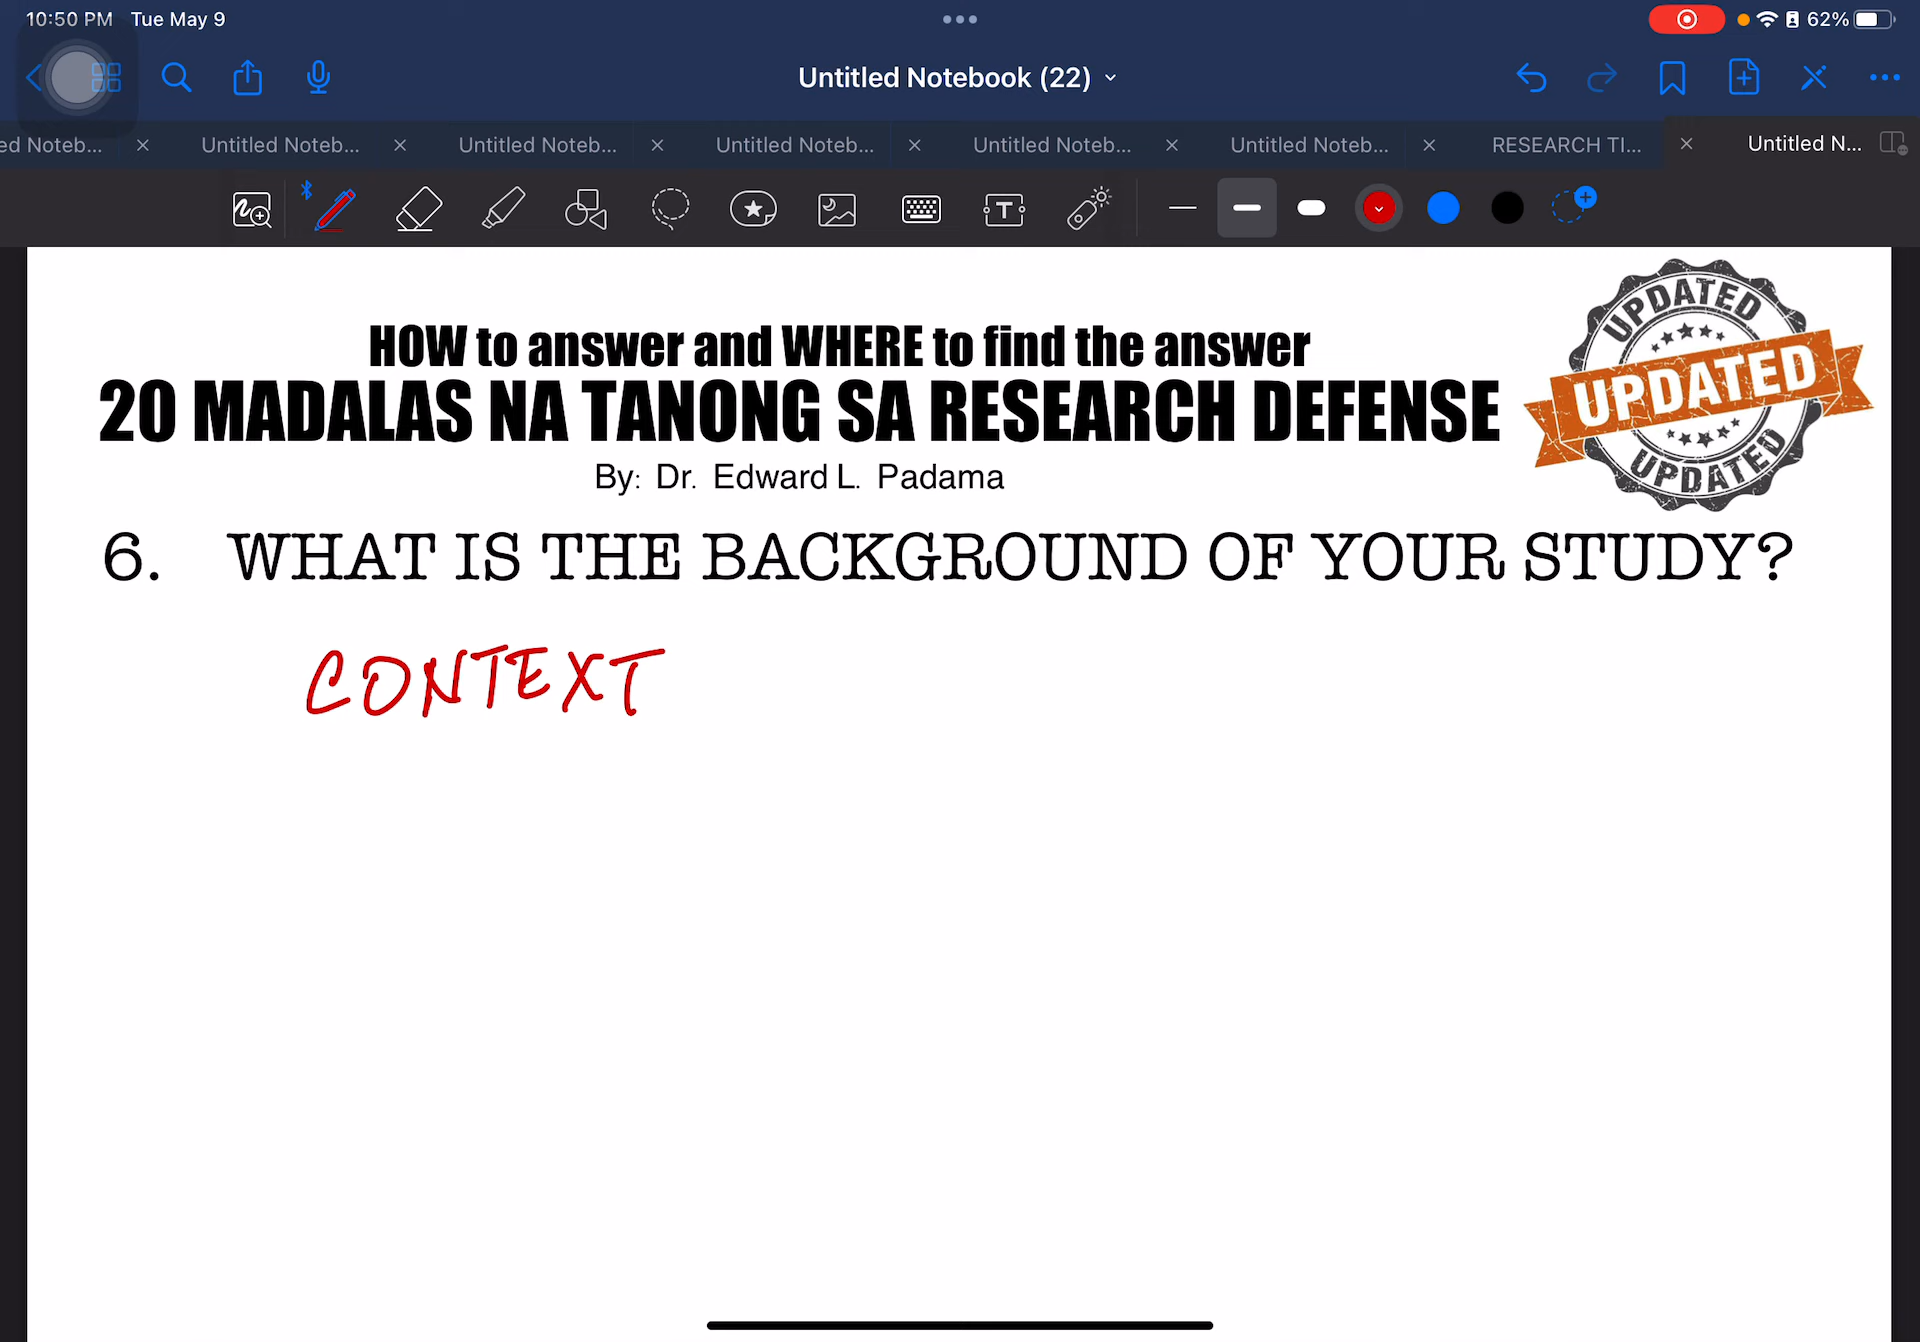 10:50 PM Tue May 9
62%
Untitled Notebook (22)
ed Noteb... Untitled Noteb... Untitled Noteb... Untitled Noteb... Untitled Noteb... Untitled Noteb... RESEARCH TI... Untitled N...
T
HOW to answer and WHERE to find the answer
20 MADALAS NA TANONG SA RESEARCH DEFENSE
By: Dr. Edward L. Padama
UPDATED
UPDATED
UPDATED
6. WHAT IS THE BACKGROUND OF YOUR STUDY?
CONTEXT